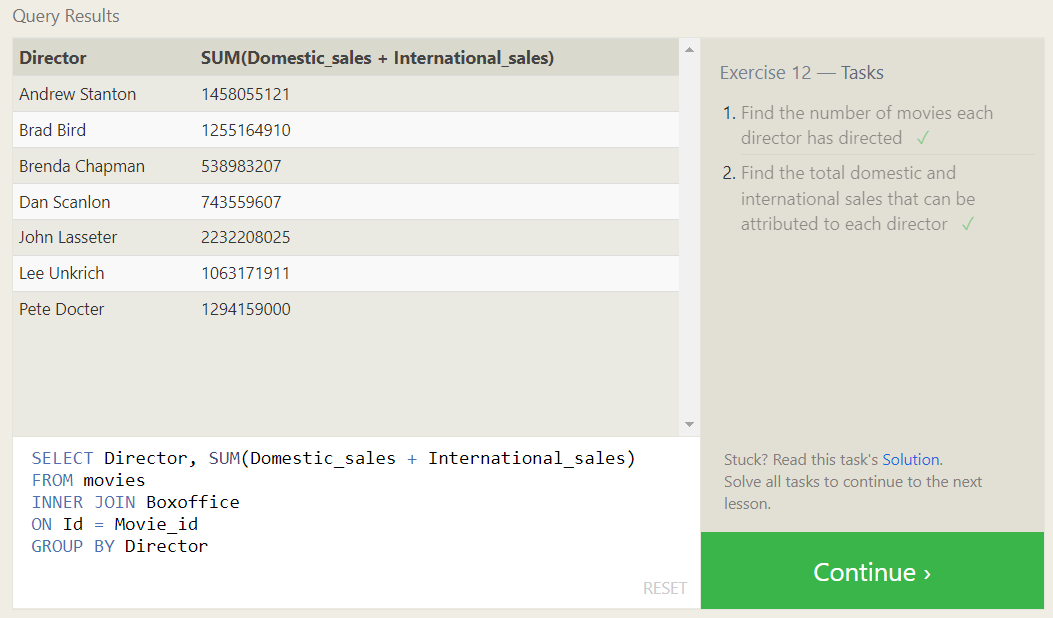 Query Results
Director SUM(Domestic_sales + International_sales)
Andrew Stanton 1458055121
Brad Bird 1255164910
Brenda Chapman 538983207
Dan Scanlon 743559607
John Lasseter 2232208025
Lee Unkrich 1063171911
Pete Docter 1294159000
SELECT Director, SUM(Domestic_sales + International_sales)
FROM movies
INNER JOIN Boxoffice
ON Id = Movie_id
GROUP BY Director
RESET
Exercise 12 — Tasks
1. Find the number of movies each
director has directed ✓
2. Find the total domestic and
international sales that can be
attributed to each director ✓
Stuck? Read this task's Solution.
Solve all tasks to continue to the next
lesson.
Continue ›